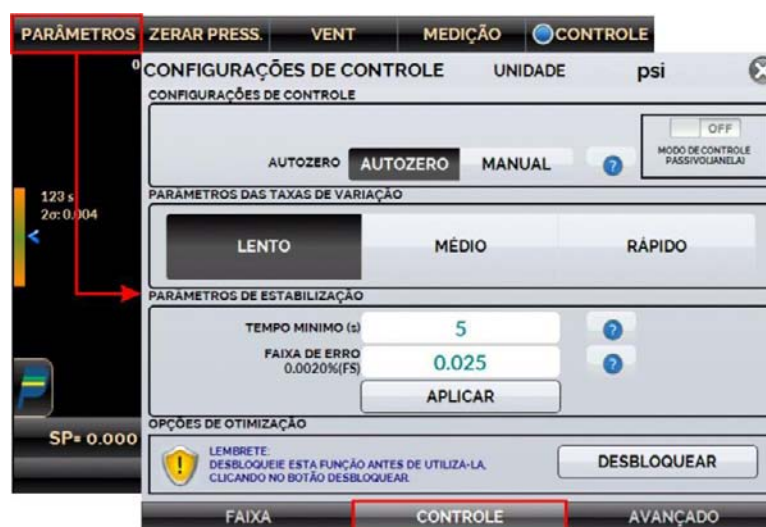 PARÂMETROS ZERAR PRESS. VENT MEDIÇÃO CONTROLE
0
CONFIGURAÇÕES DE CONTROLE UNIDADE psi
CONFIGURAÇÕES DE CONTROLE
OFF
MODO DE CONTROLE
PASSIVO(JANELA)
AUTOZERO AUTOZERO MANUAL ?
123 s
2σ: 0.004
PARÂMETROS DAS TAXAS DE VARIAÇÃO
LENTO MÉDIO RÁPIDO
PARÂMETROS DE ESTABILIZAÇÃO
TEMPO MINIMO (s) 5 ?
FAIXA DE ERRO
0.0020%(FS) 0.025 ?
APLICAR
SP= 0.000
OPÇÕES DE OTIMIZAÇÃO
LEMBRETE:
DESBLOQUEIE ESTA FUNÇÃO ANTES DE UTILIZÁ-LA,
CLICANDO NO BOTÃO DESBLOQUEAR.
DESBLOQUEAR
FAIXA CONTROLE AVANÇADO